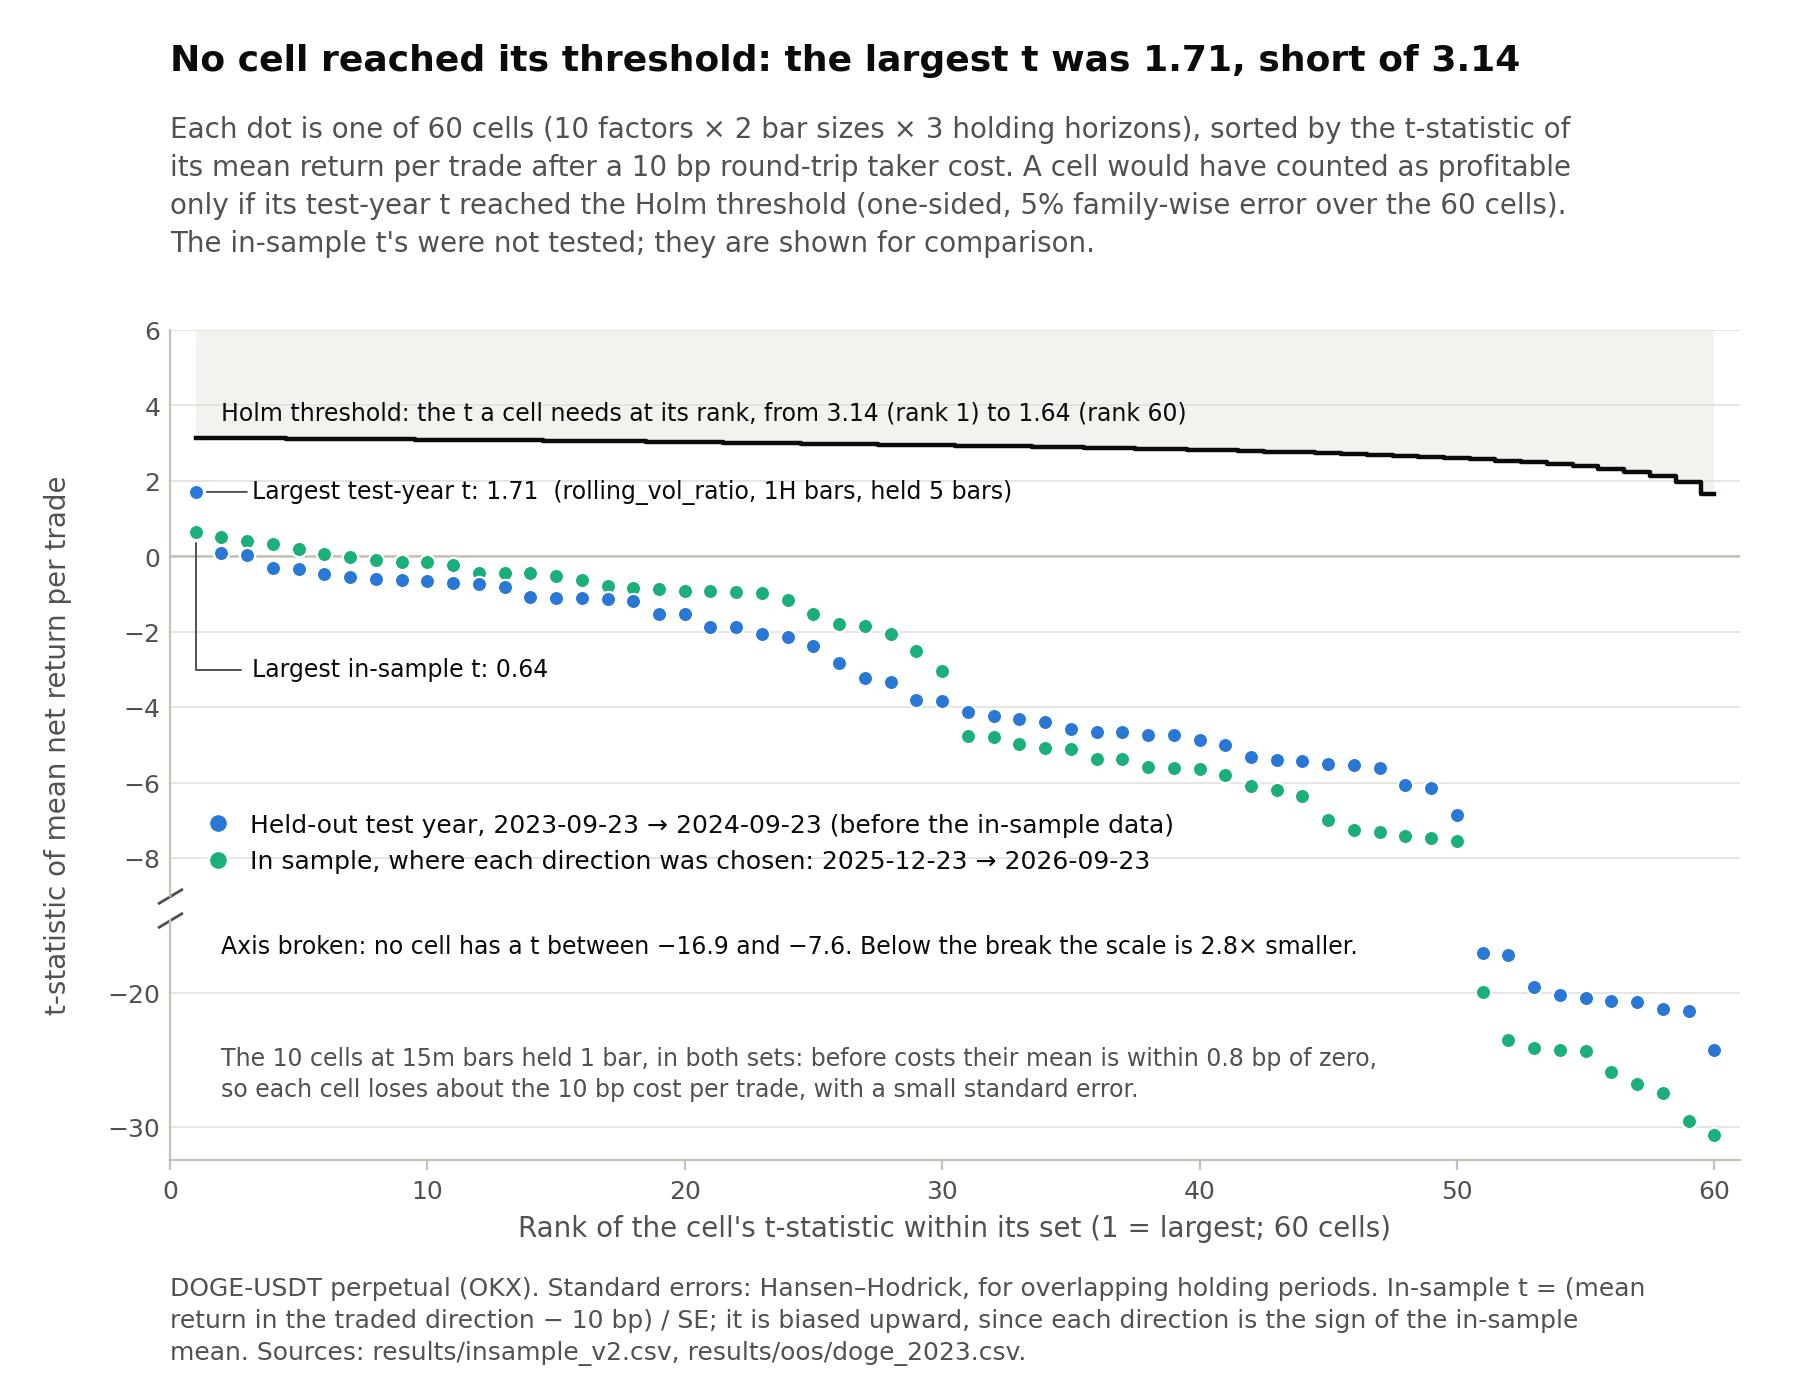 No cell reached its threshold: the largest t was 1.71, short of 3.14
Each dot is one of 60 cells (10 factors × 2 bar sizes × 3 holding horizons), sorted by the t-statistic of
its mean return per trade after a 10 bp round-trip taker cost. A cell would have counted as profitable
only if its test-year t reached the Holm threshold (one-sided, 5% family-wise error over the 60 cells).
The in-sample t's were not tested; they are shown for comparison.
t-statistic of mean net return per trade
6
4
2
0
−2
−4
−6
−8
−20
−30
Holm threshold: the t a cell needs at its rank, from 3.14 (rank 1) to 1.64 (rank 60)
Largest test-year t: 1.71  (rolling_vol_ratio, 1H bars, held 5 bars)
Largest in-sample t: 0.64
Held-out test year, 2023-09-23 → 2024-09-23 (before the in-sample data)
In sample, where each direction was chosen: 2025-12-23 → 2026-09-23
Axis broken: no cell has a t between −16.9 and −7.6. Below the break the scale is 2.8× smaller.
The 10 cells at 15m bars held 1 bar, in both sets: before costs their mean is within 0.8 bp of zero,
so each cell loses about the 10 bp cost per trade, with a small standard error.
0 10 20 30 40 50 60
Rank of the cell's t-statistic within its set (1 = largest; 60 cells)
DOGE-USDT perpetual (OKX). Standard errors: Hansen–Hodrick, for overlapping holding periods. In-sample t = (mean
return in the traded direction − 10 bp) / SE; it is biased upward, since each direction is the sign of the in-sample
mean. Sources: results/insample_v2.csv, results/oos/doge_2023.csv.